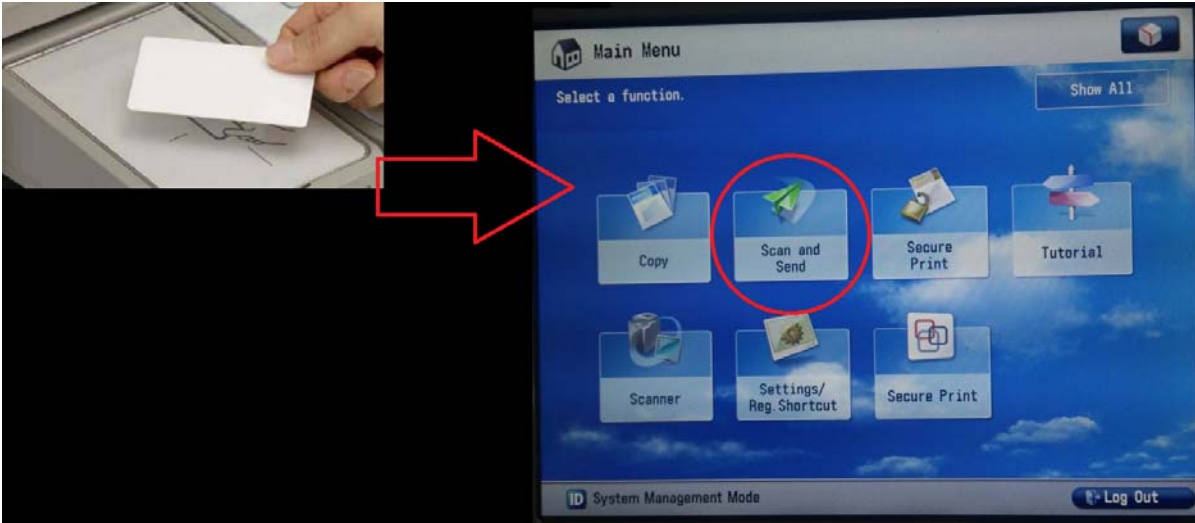 Main Menu
Select a function.
Show All
Copy
Scan and
Send
Secure
Print
Tutorial
Scanner
Settings/
Reg.Shortcut
Secure Print
ID System Management Mode
Log Out